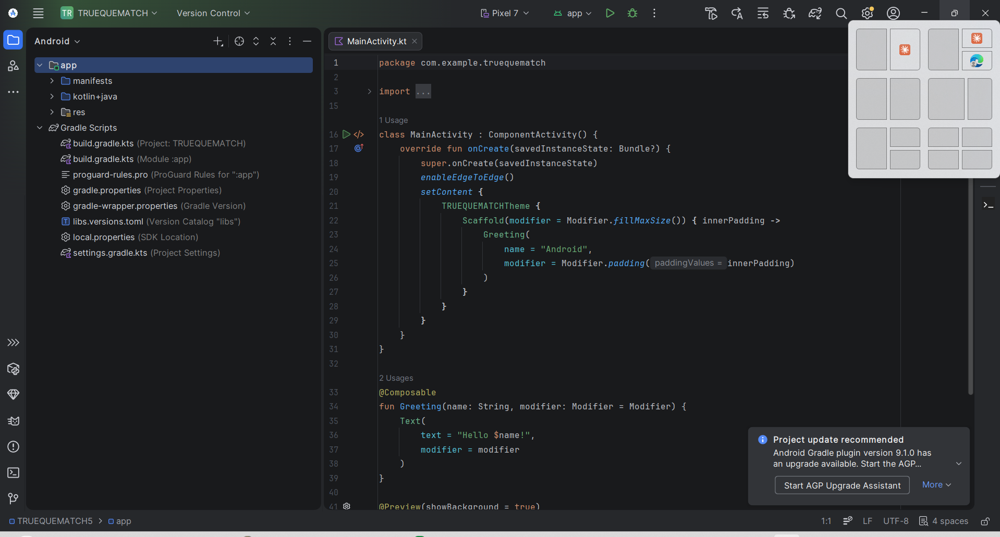 TR TRUEQUEMATCH Version Control Pixel 7 app
Android
app
manifests
kotlin+java
res
Gradle Scripts
build.gradle.kts (Project: TRUEQUEMATCH)
build.gradle.kts (Module :app)
proguard-rules.pro (ProGuard Rules for ":app")
gradle.properties (Project Properties)
gradle-wrapper.properties (Gradle Version)
libs.versions.toml (Version Catalog "libs")
local.properties (SDK Location)
settings.gradle.kts (Project Settings)
MainActivity.kt
1 package com.example.truequematch
2
3 import ...
15
1 Usage
16 class MainActivity : ComponentActivity() {
17 override fun onCreate(savedInstanceState: Bundle?) {
18 super.onCreate(savedInstanceState)
19 enableEdgeToEdge()
20 setContent {
21 TRUEQUEMATCHTheme {
22 Scaffold(modifier = Modifier.fillMaxSize()) { innerPadding ->
23 Greeting(
24 name = "Android",
25 modifier = Modifier.padding( paddingValues = innerPadding)
26 )
27 }
28 }
29 }
30 }
31 }
32
2 Usages
33 @Composable
34 fun Greeting(name: String, modifier: Modifier = Modifier) {
35 Text(
36 text = "Hello $name!",
37 modifier = modifier
38 )
39 }
40
41 @Preview(showBackground = true)
Project update recommended
Android Gradle plugin version 9.1.0 has
an upgrade available. Start the AGP...
Start AGP Upgrade Assistant More
TRUEQUEMATCH5 > app
1:1 LF UTF-8 4 spaces